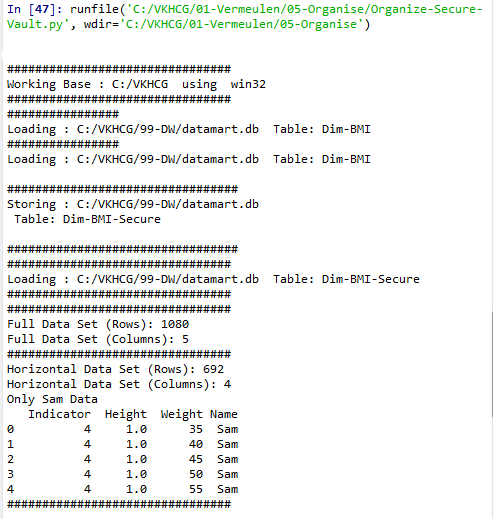 In [47]: runfile('C:/VKHCG/01-Vermeulen/05-Organise/Organize-Secure-
Vault.py', wdir='C:/VKHCG/01-Vermeulen/05-Organise')
################################
Working Base : C:/VKHCG  using  win32
################################
################
Loading : C:/VKHCG/99-DW/datamart.db  Table: Dim-BMI
################
Loading : C:/VKHCG/99-DW/datamart.db  Table: Dim-BMI
#################################
Storing : C:/VKHCG/99-DW/datamart.db
 Table: Dim-BMI-Secure
#################################
################################
Loading : C:/VKHCG/99-DW/datamart.db  Table: Dim-BMI-Secure
################################
################################
Full Data Set (Rows): 1080
Full Data Set (Columns): 5
################################
Horizontal Data Set (Rows): 692
Horizontal Data Set (Columns): 4
Only Sam Data
   Indicator  Height  Weight Name
0          4     1.0      35  Sam
1          4     1.0      40  Sam
2          4     1.0      45  Sam
3          4     1.0      50  Sam
4          4     1.0      55  Sam
################################